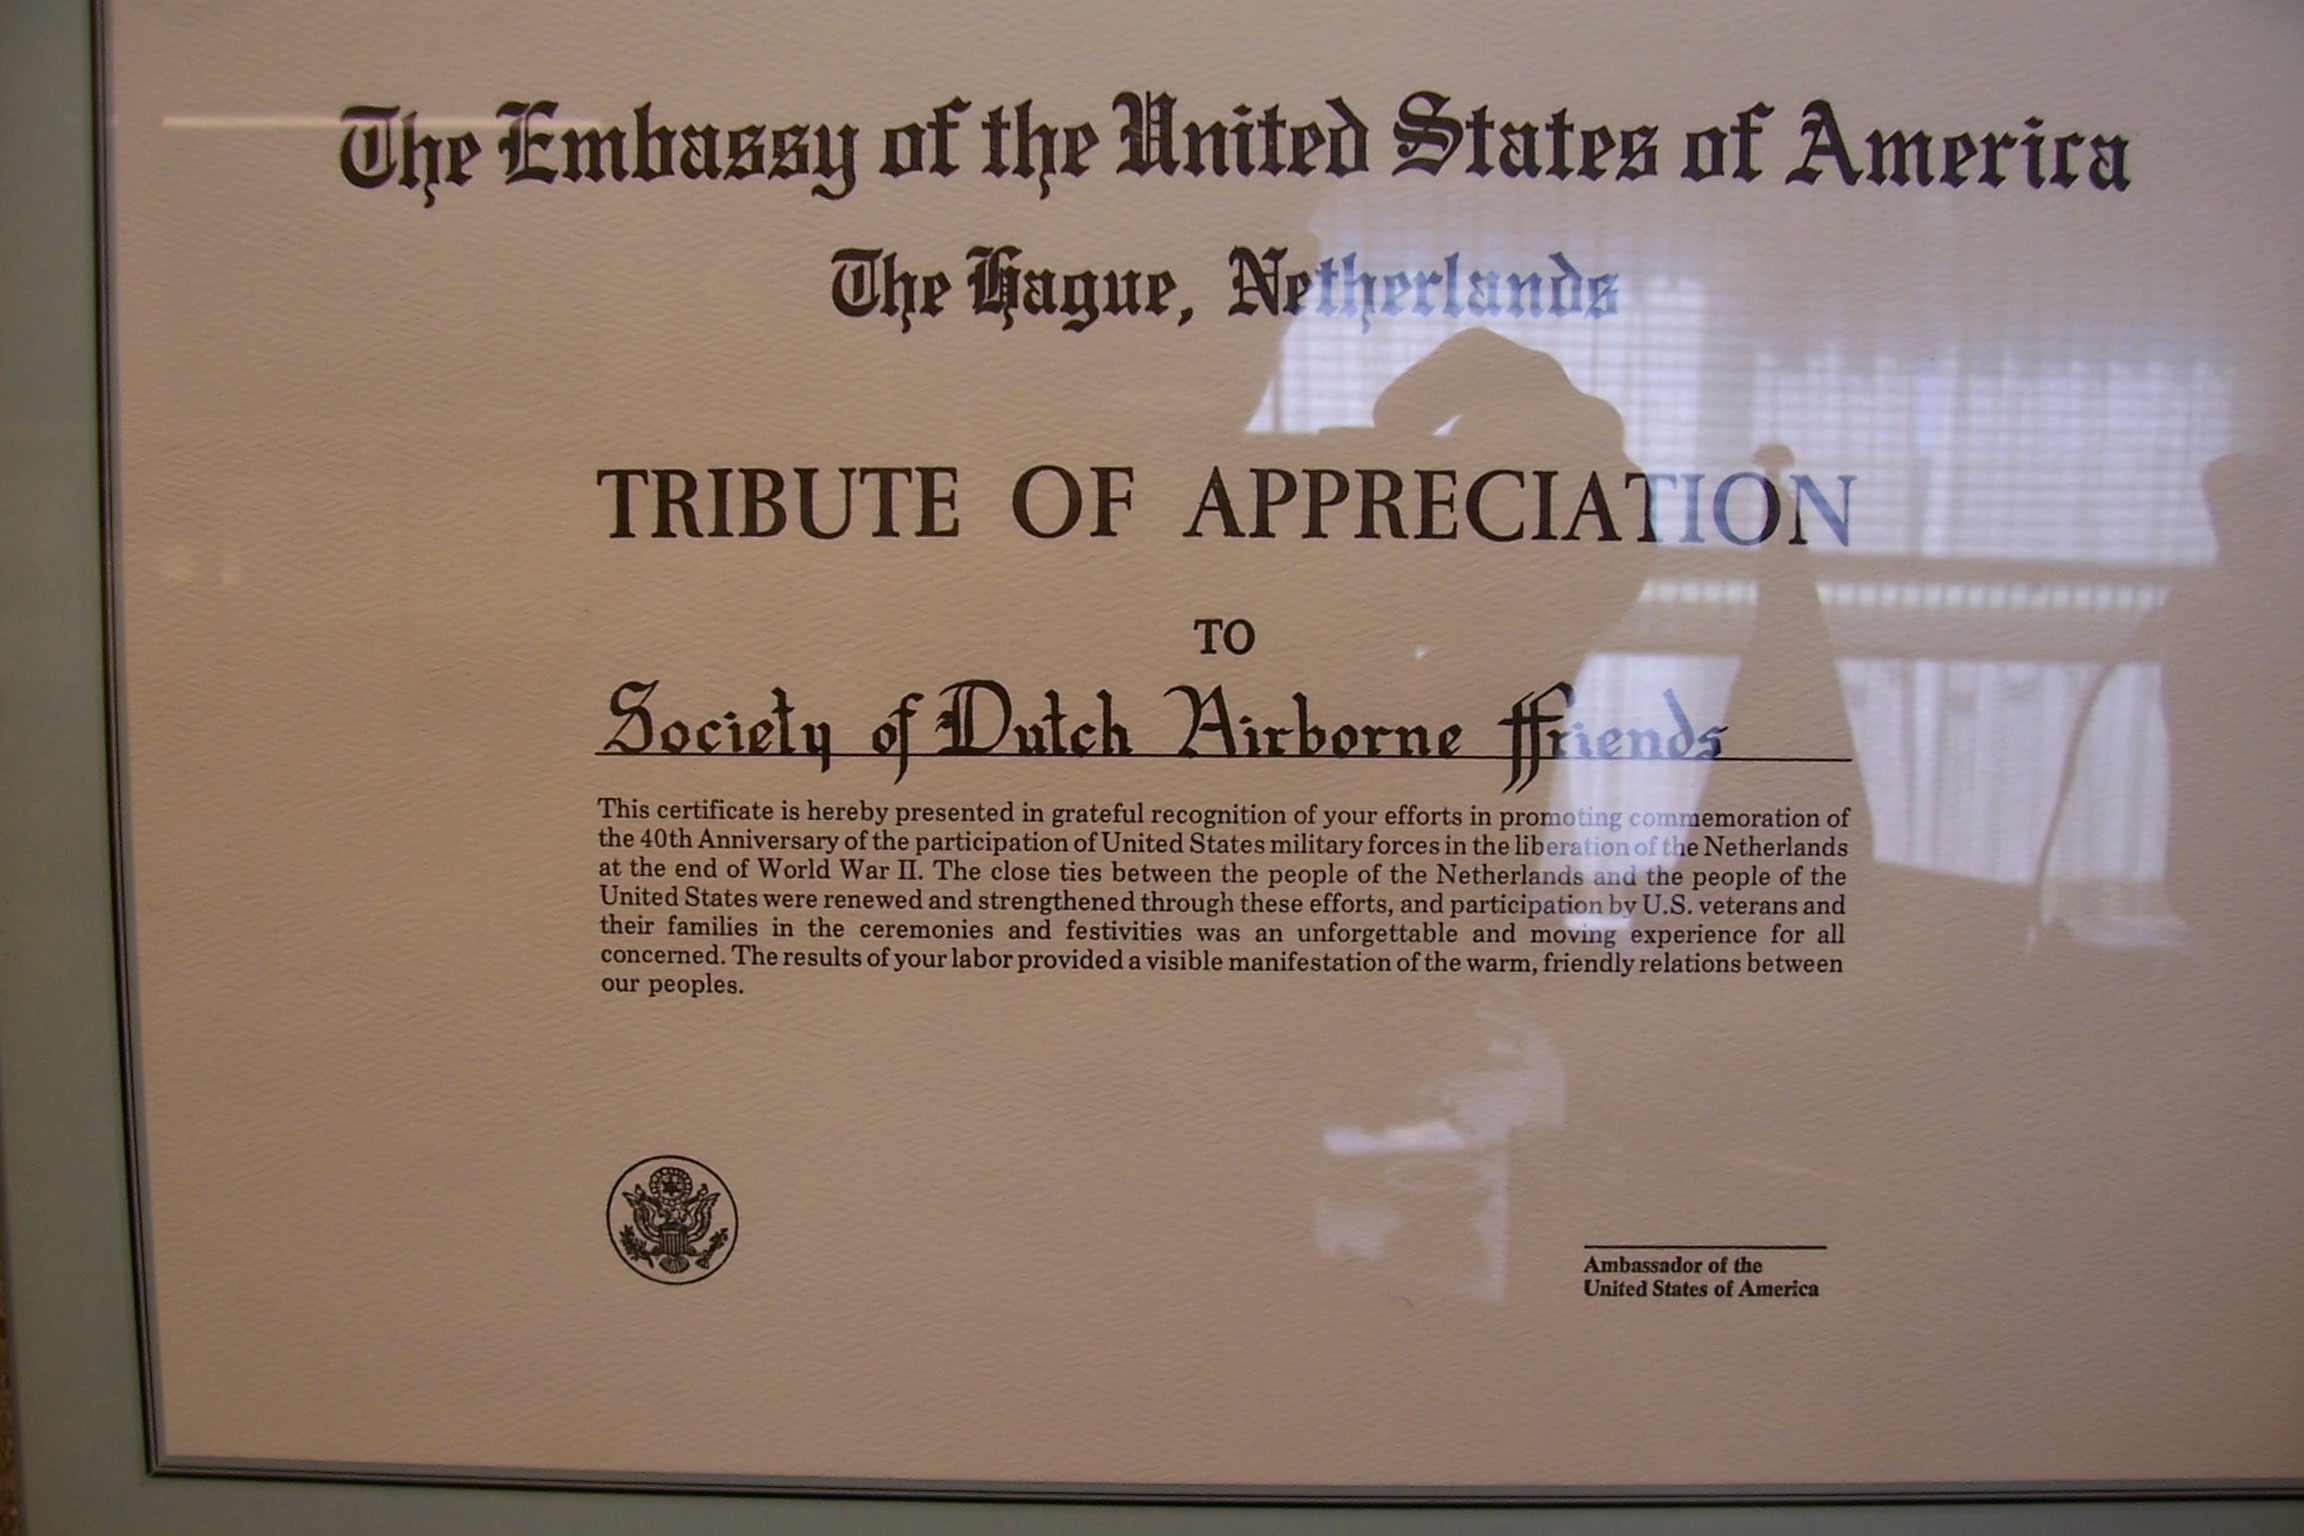 The Embassy of the United States of America
The Hague, Netherlands
TRIBUTE OF APPRECIATION
TO
Society of Dutch Airborne ffriends
This certificate is hereby presented in grateful recognition of your efforts in promoting commemoration of
the 40th Anniversary of the participation of United States military forces in the liberation of the Netherlands
at the end of World War II. The close ties between the people of the Netherlands and the people of the
United States were renewed and strengthened through these efforts, and participation by U.S. veterans and
their families in the ceremonies and festivities was an unforgettable and moving experience for all
concerned. The results of your labor provided a visible manifestation of the warm, friendly relations between
our peoples.
Ambassador of the
United States of America